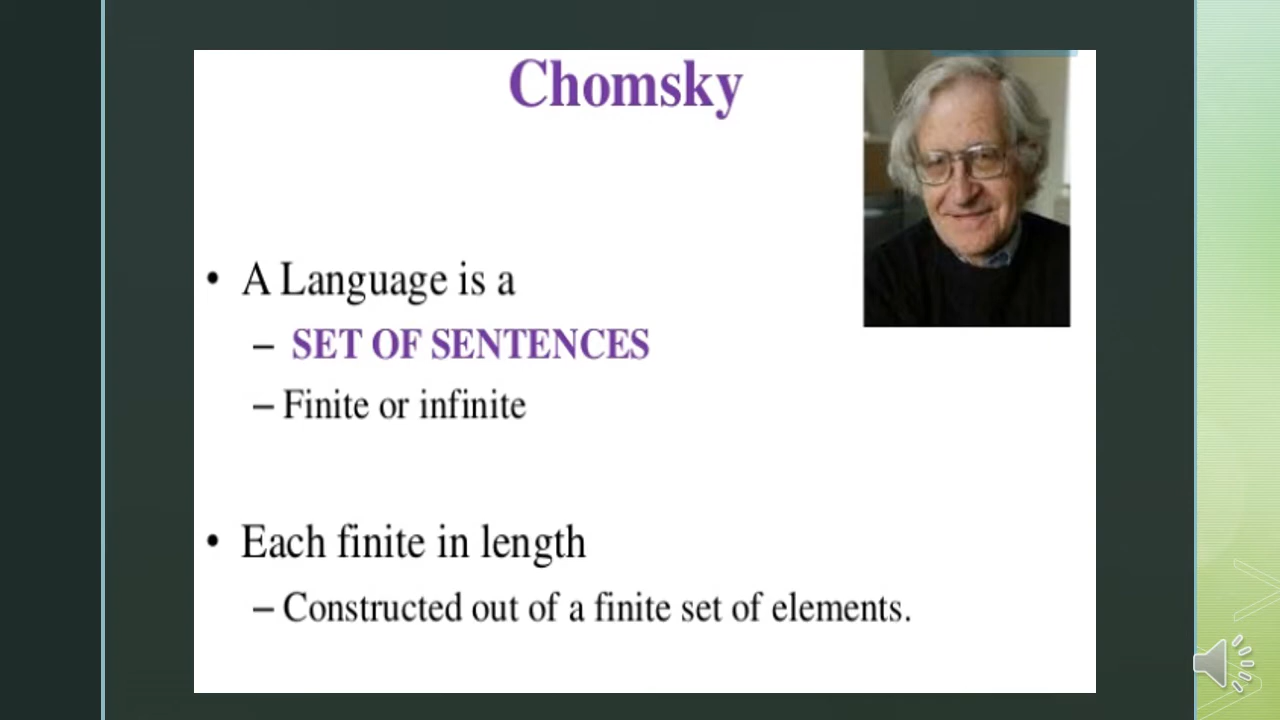 Chomsky
• A Language is a
– SET OF SENTENCES
– Finite or infinite
• Each finite in length
– Constructed out of a finite set of elements.